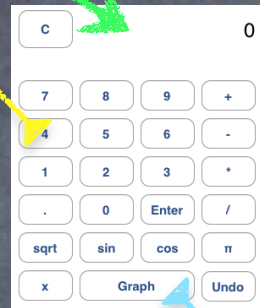 C 0
7 8 9 +
4 5 6 -
1 2 3 *
. 0 Enter /
sqrt sin cos π
x Graph Undo